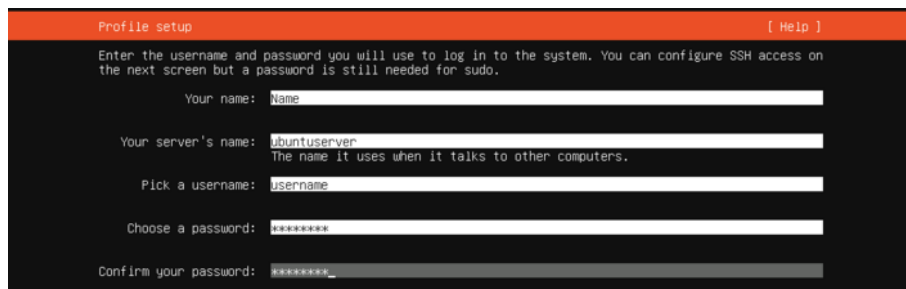 Profile setup [ Help ]
Enter the username and password you will use to log in to the system. You can configure SSH access on
the next screen but a password is still needed for sudo.
Your name: Name
Your server's name: ubuntuserver
The name it uses when it talks to other computers.
Pick a username: username
Choose a password: ********
Confirm your password: ********_